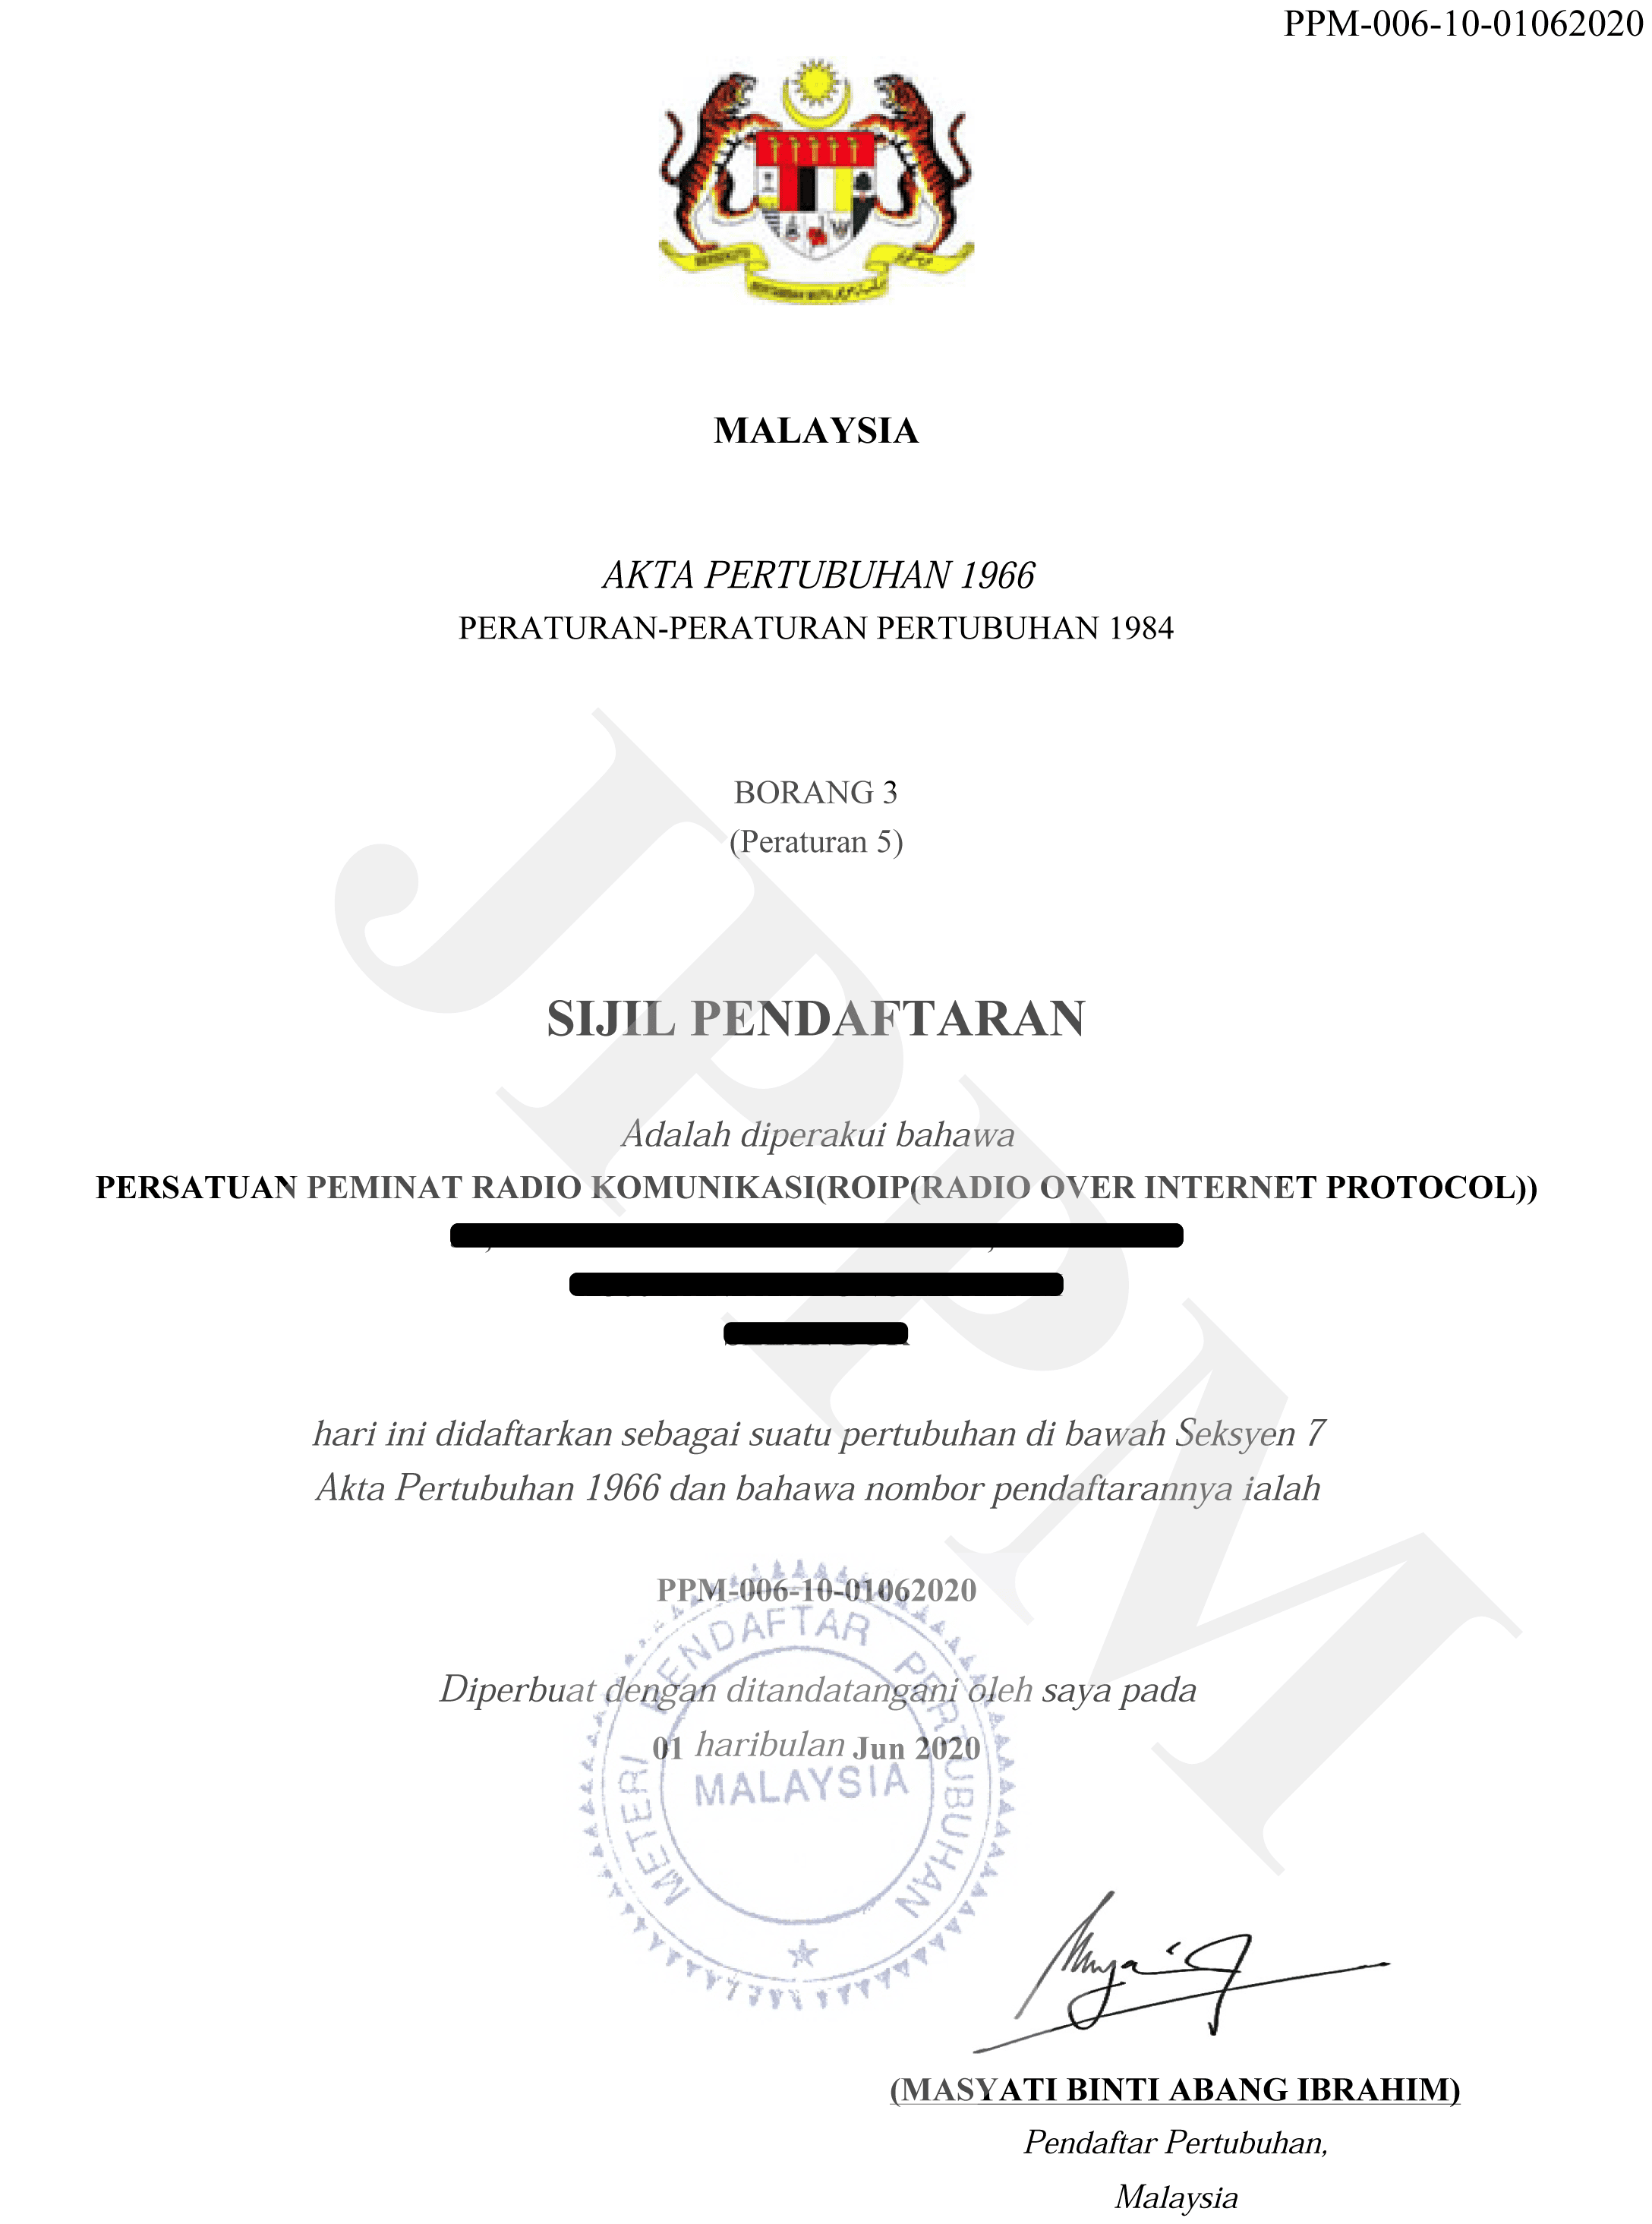 PPM-006-10-01062020
MALAYSIA
AKTA PERTUBUHAN 1966
PERATURAN-PERATURAN PERTUBUHAN 1984
BORANG 3
(Peraturan 5)
SIJIL PENDAFTARAN
Adalah diperakui bahawa
PERSATUAN PEMINAT RADIO KOMUNIKASI(ROIP(RADIO OVER INTERNET PROTOCOL))
hari ini didaftarkan sebagai suatu pertubuhan di bawah Seksyen 7
Akta Pertubuhan 1966 dan bahawa nombor pendaftarannya ialah
PPM-006-10-01062020
Diperbuat dengan ditandatangani oleh saya pada
01 haribulan Jun 2020
METERI PENDAFTAR PERTUBUHAN
MALAYSIA
(MASYATI BINTI ABANG IBRAHIM)
Pendaftar Pertubuhan,
Malaysia
JPPM